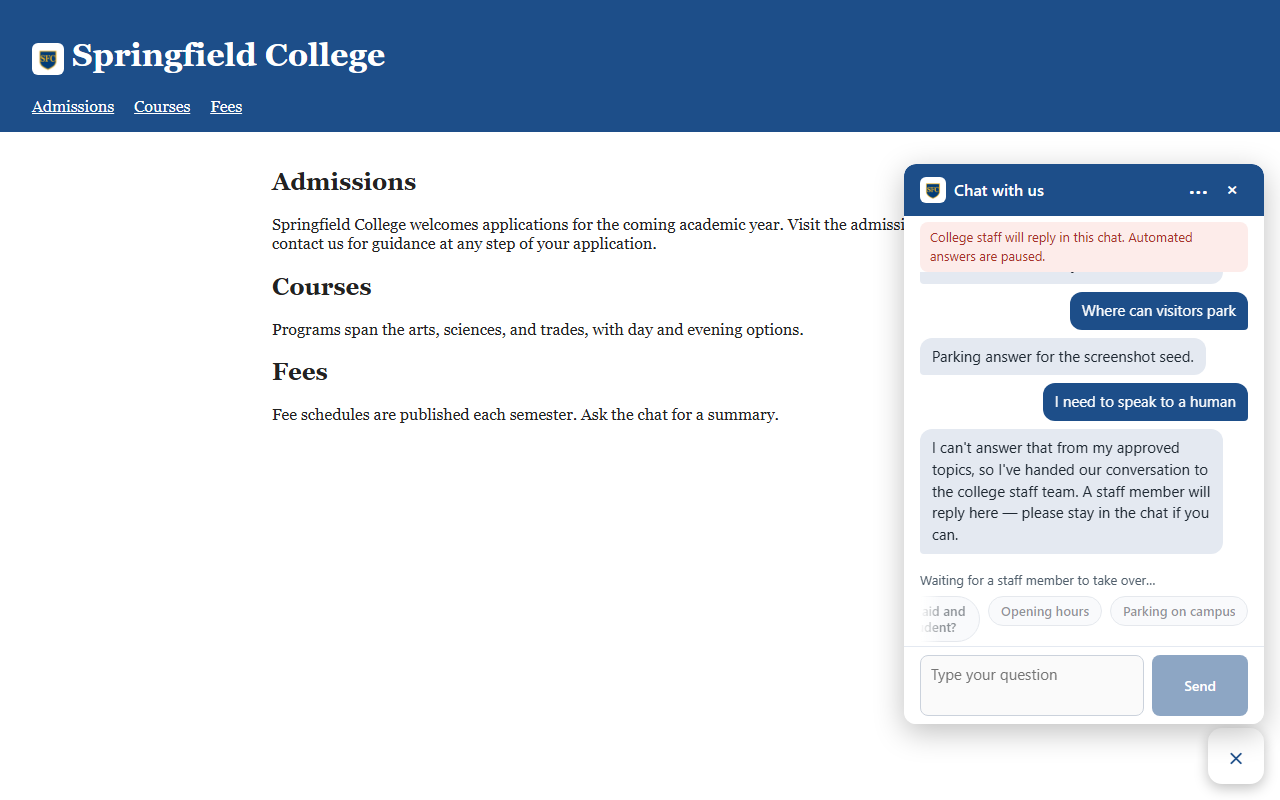 SFC
Springfield College
Admissions Courses Fees
Admissions
Springfield College welcomes applications for the coming academic year. Visit the
contact us for guidance at any step of your application.
Courses
Programs span the arts, sciences, and trades, with day and evening options.
Fees
Fee schedules are published each semester. Ask the chat for a summary.
SFC
Chat with us
College staff will reply in this chat. Automated
answers are paused.
Where can visitors park
Parking answer for the screenshot seed.
I need to speak to a human
I can't answer that from my approved
topics, so I've handed our conversation to
the college staff team. A staff member will
reply here — please stay in the chat if you
can.
Waiting for a staff member to take over...
aid and
dent?
Opening hours
Parking on campus
Type your question
Send